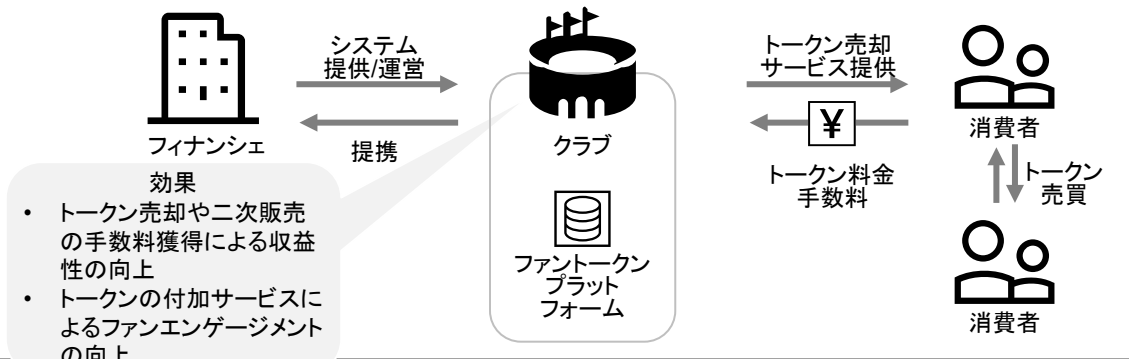 フィナンシェ
システム
提供/運営
提携
クラブ
ファントークン
プラット
フォーム
トークン売却
サービス提供
¥
トークン料金
手数料
消費者
トークン
売買
消費者
効果
• トークン売却や二次販売
の手数料獲得による収益
性の向上
• トークンの付加サービスに
よるファンエンゲージメント
の向上